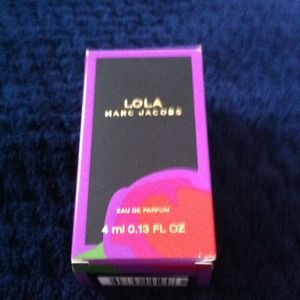 LOLA
MARC JACOBS
EAU DE PARFUM
4 ml 0.13 FL OZ